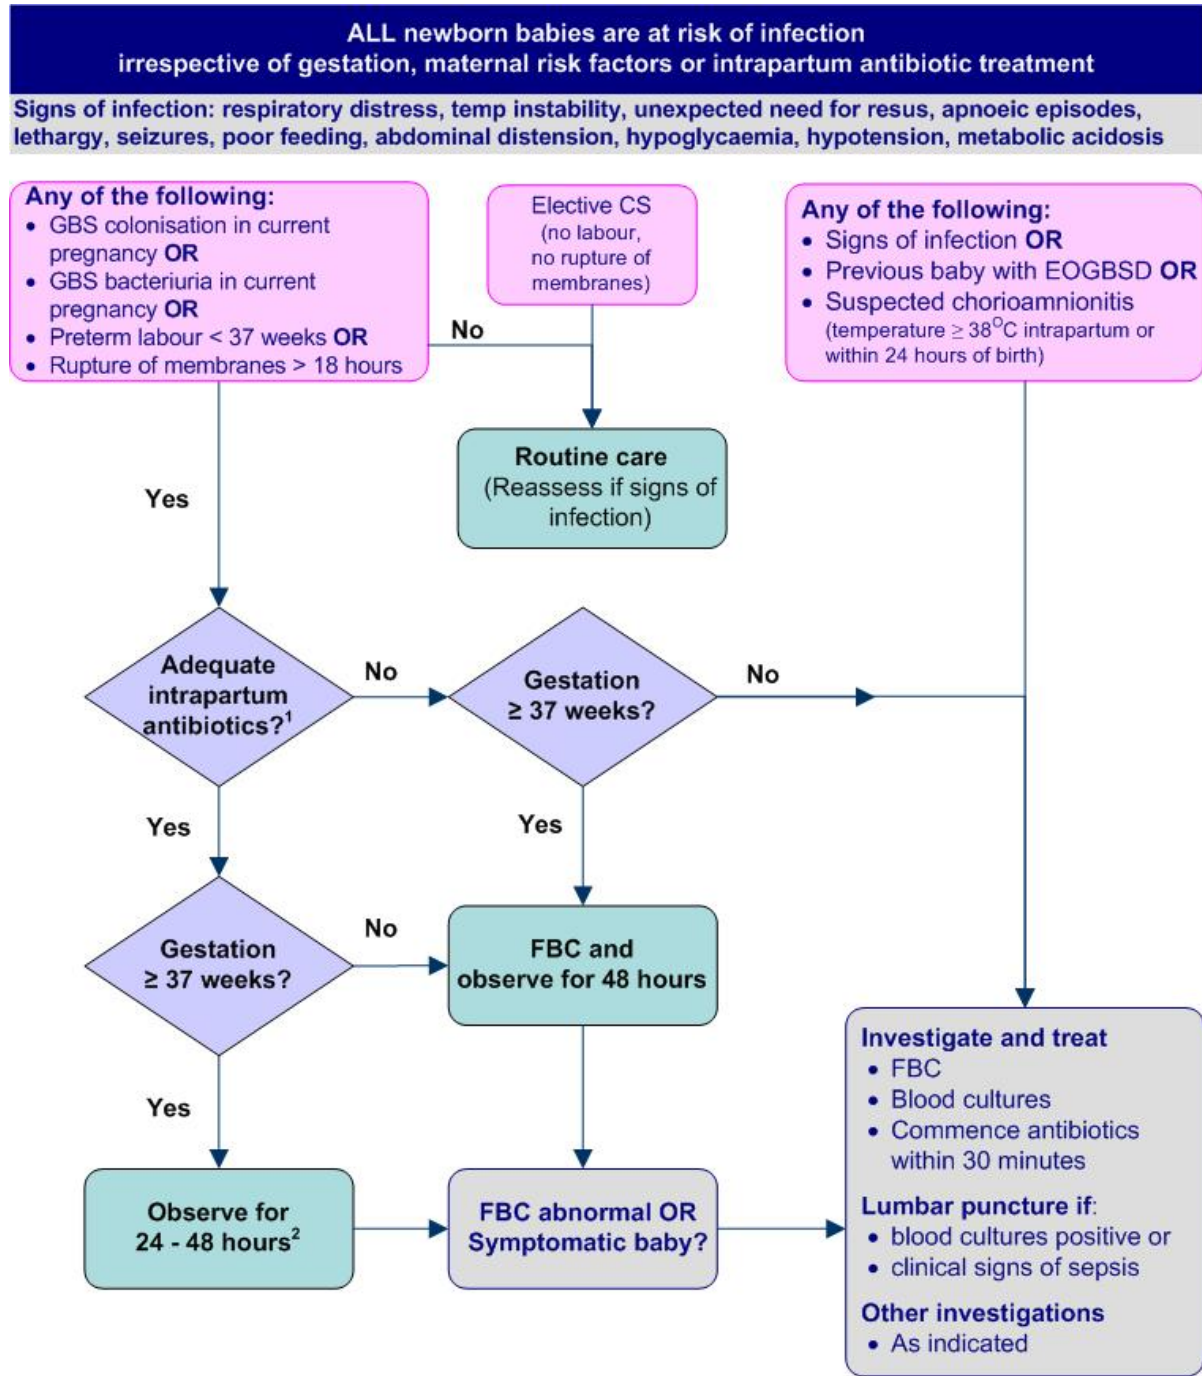 ALL newborn babies are at risk of infection
irrespective of gestation, maternal risk factors or intrapartum antibiotic treatment
Signs of infection: respiratory distress, temp instability, unexpected need for resus, apnoeic episodes,
lethargy, seizures, poor feeding, abdominal distension, hypoglycaemia, hypotension, metabolic acidosis
Any of the following:
• GBS colonisation in current
pregnancy OR
• GBS bacteriuria in current
pregnancy OR
• Preterm labour < 37 weeks OR
• Rupture of membranes > 18 hours
Elective CS
(no labour,
no rupture of
membranes)
Any of the following:
• Signs of infection OR
• Previous baby with EOGBSD OR
• Suspected chorioamnionitis
(temperature ≥ 38°C intrapartum or
within 24 hours of birth)
No
Routine care
(Reassess if signs of
infection)
Yes
Adequate
intrapartum
antibiotics?¹
No
Gestation
≥ 37 weeks?
No
Yes
Yes
Gestation
≥ 37 weeks?
No
FBC and
observe for 48 hours
Yes
Observe for
24 - 48 hours²
FBC abnormal OR
Symptomatic baby?
Investigate and treat
• FBC
• Blood cultures
• Commence antibiotics
within 30 minutes
Lumbar puncture if:
• blood cultures positive or
• clinical signs of sepsis
Other investigations
• As indicated